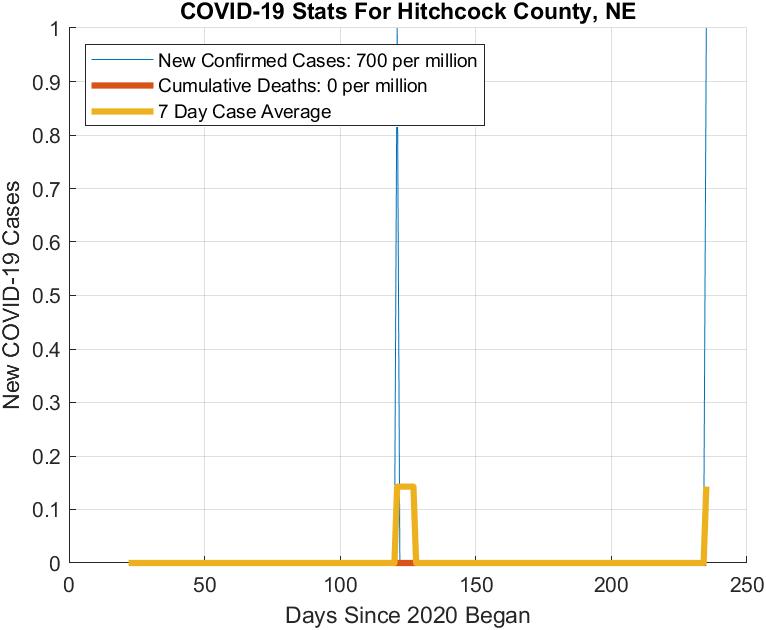 COVID-19 Stats For Hitchcock County, NE
New Confirmed Cases: 700 per million
Cumulative Deaths: 0 per million
7 Day Case Average
New COVID-19 Cases
1
0.9
0.8
0.7
0.6
0.5
0.4
0.3
0.2
0.1
0
0 50 100 150 200 250
Days Since 2020 Began